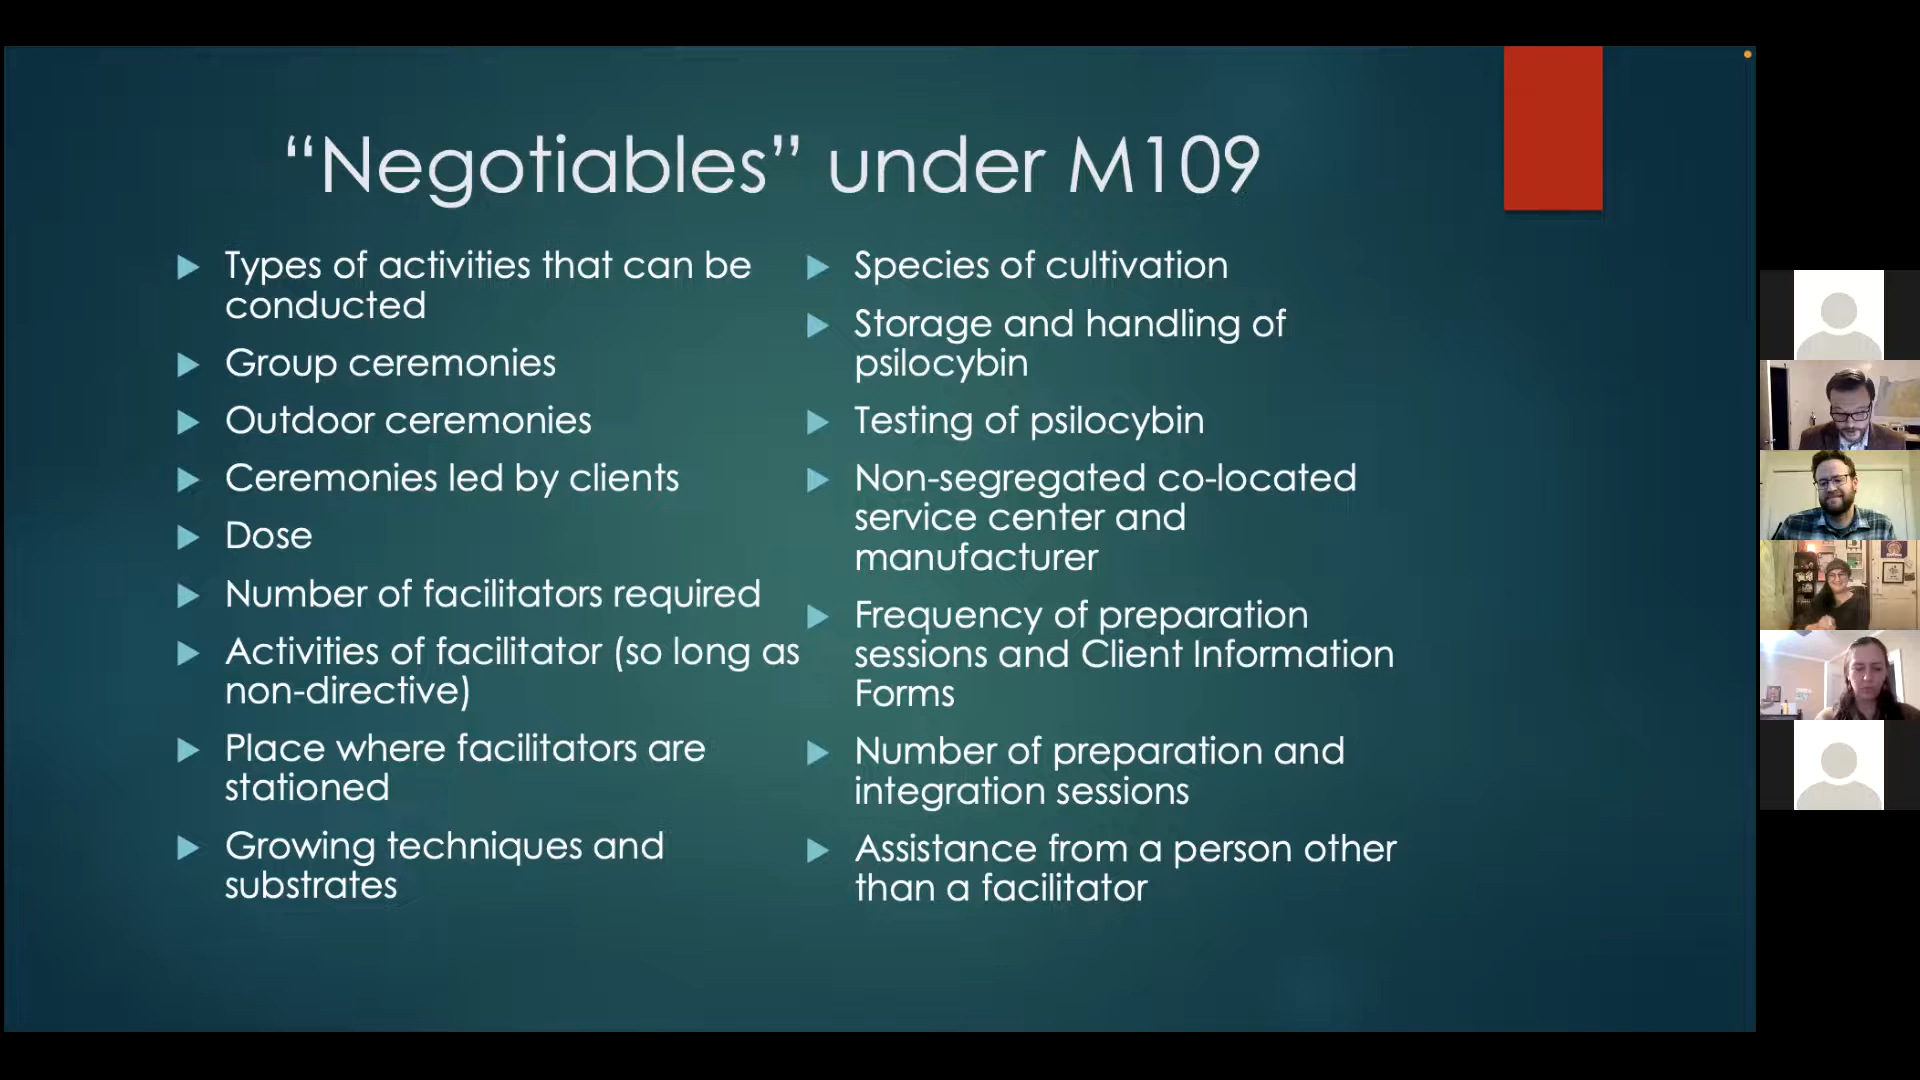 “Negotiables” under M109
Types of activities that can be
conducted
Group ceremonies
Outdoor ceremonies
Ceremonies led by clients
Dose
Number of facilitators required
Activities of facilitator (so long as
non-directive)
Place where facilitators are
stationed
Growing techniques and
substrates
Species of cultivation
Storage and handling of
psilocybin
Testing of psilocybin
Non-segregated co-located
service center and
manufacturer
Frequency of preparation
sessions and Client Information
Forms
Number of preparation and
integration sessions
Assistance from a person other
than a facilitator